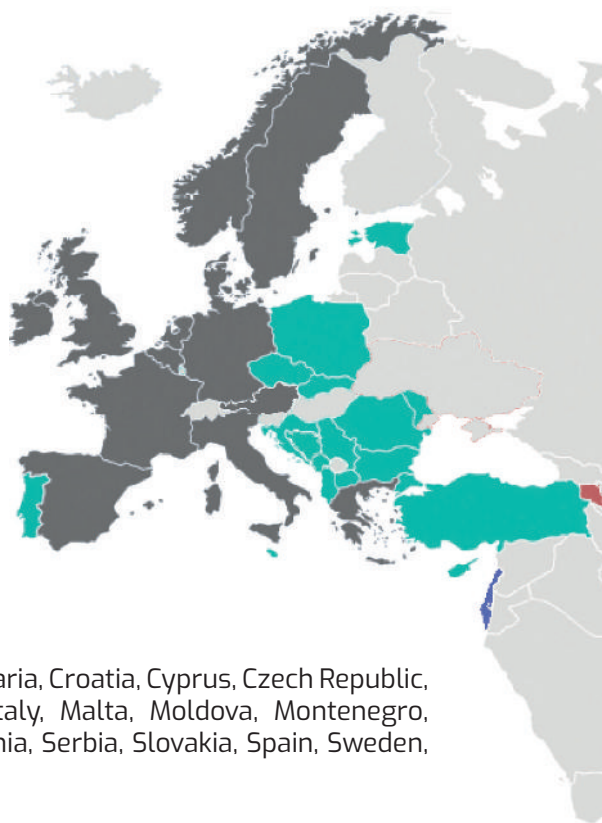 aria, Croatia, Cyprus, Czech Republic,
taly, Malta, Moldova, Montenegro,
nia, Serbia, Slovakia, Spain, Sweden,